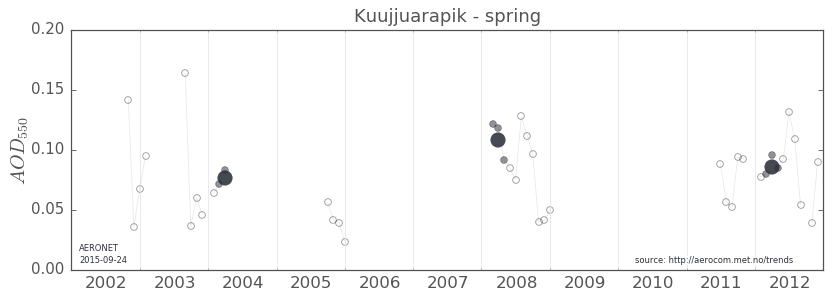 Kuujjuarapik - spring
0.20
0.15
0.10
0.05
0.00
AOD550
AERONET
2015-09-24
source: http://aerocom.met.no/trends
2002 2003 2004 2005 2006 2007 2008 2009 2010 2011 2012